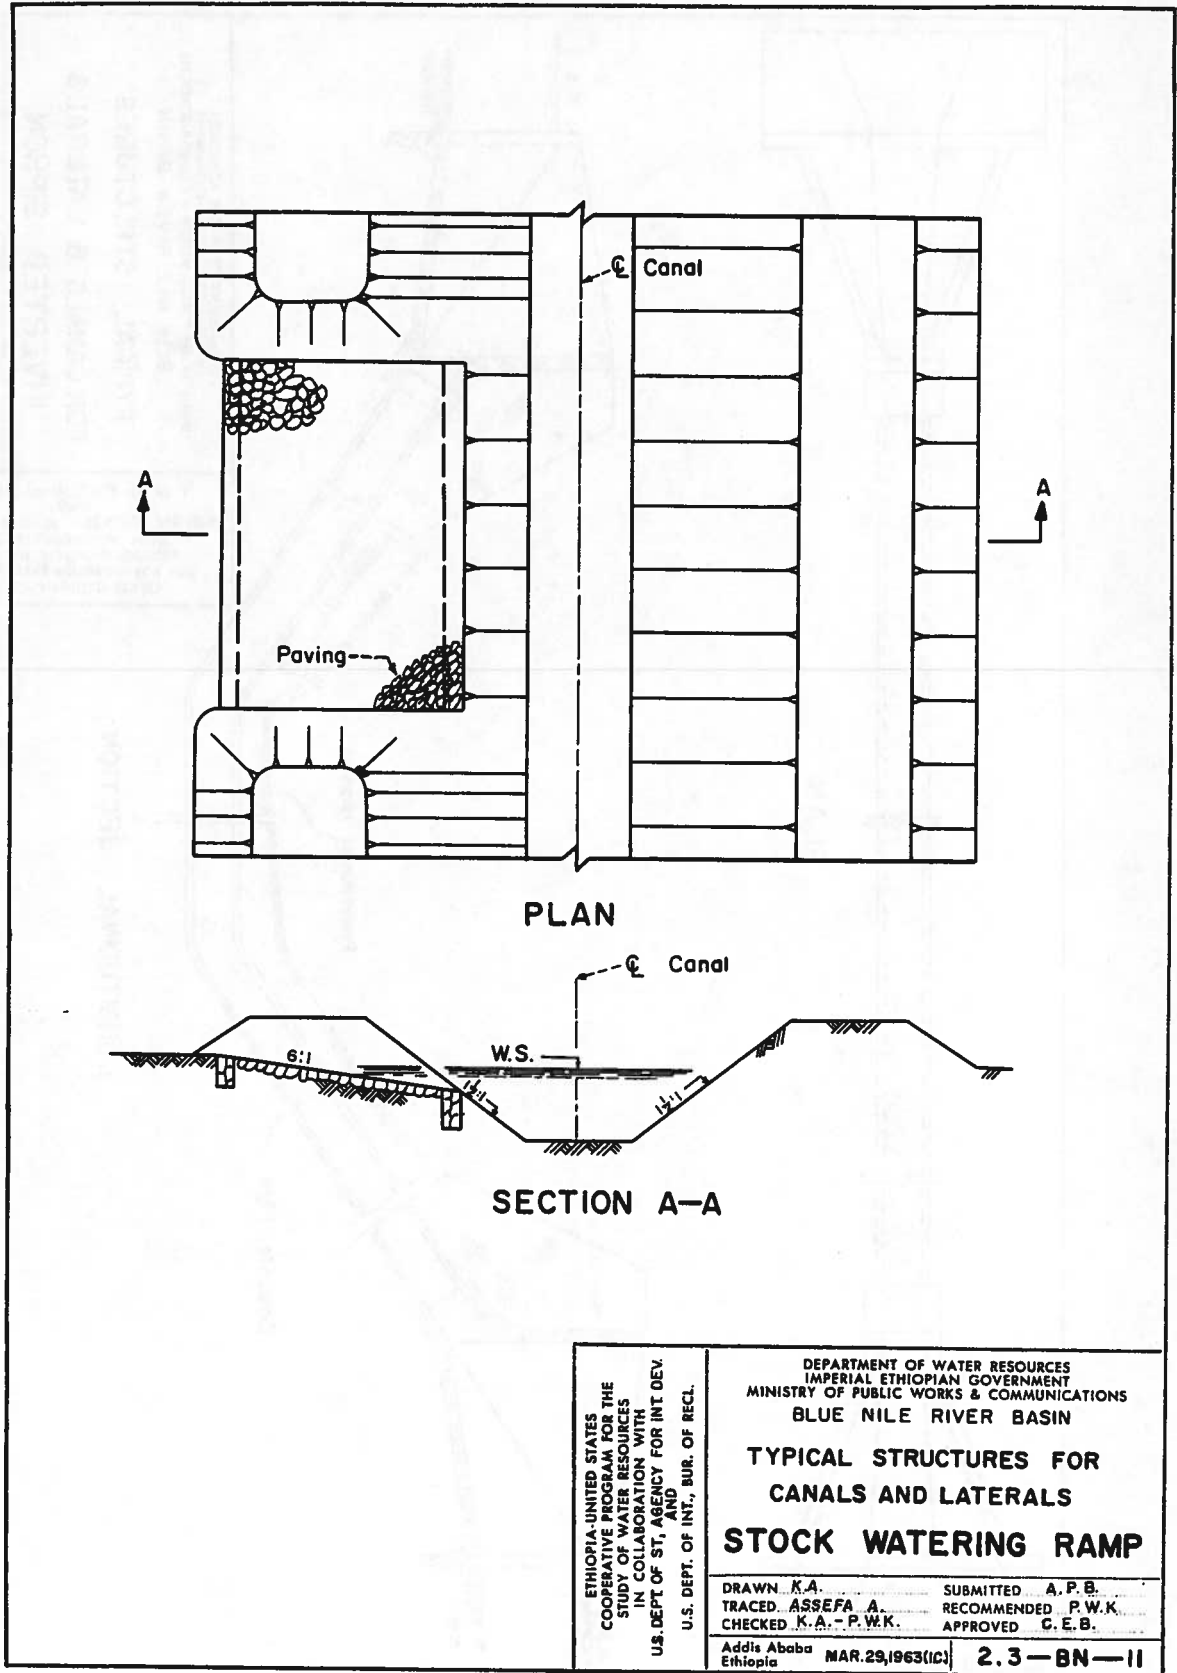 ℄ Canal
A
A
Paving
PLAN
℄ Canal
6:1
W.S.
1½:1
1½:1
SECTION A—A
ETHIOPIA-UNITED STATES
COOPERATIVE PROGRAM FOR THE
STUDY OF WATER RESOURCES
IN COLLABORATION WITH
U.S. DEPT OF ST., AGENCY FOR INT DEV.
AND
U.S. DEPT. OF INT., BUR. OF RECL.
DEPARTMENT OF WATER RESOURCES
IMPERIAL ETHIOPIAN GOVERNMENT
MINISTRY OF PUBLIC WORKS & COMMUNICATIONS
BLUE NILE RIVER BASIN
TYPICAL STRUCTURES FOR
CANALS AND LATERALS
STOCK WATERING RAMP
DRAWN K.A. SUBMITTED A.P.B.
TRACED ASSEFA A. RECOMMENDED P.W.K.
CHECKED K.A.-P.W.K. APPROVED C.E.B.
Addis Ababa
Ethiopia
MAR.29,1963(IC)
2.3—BN—11